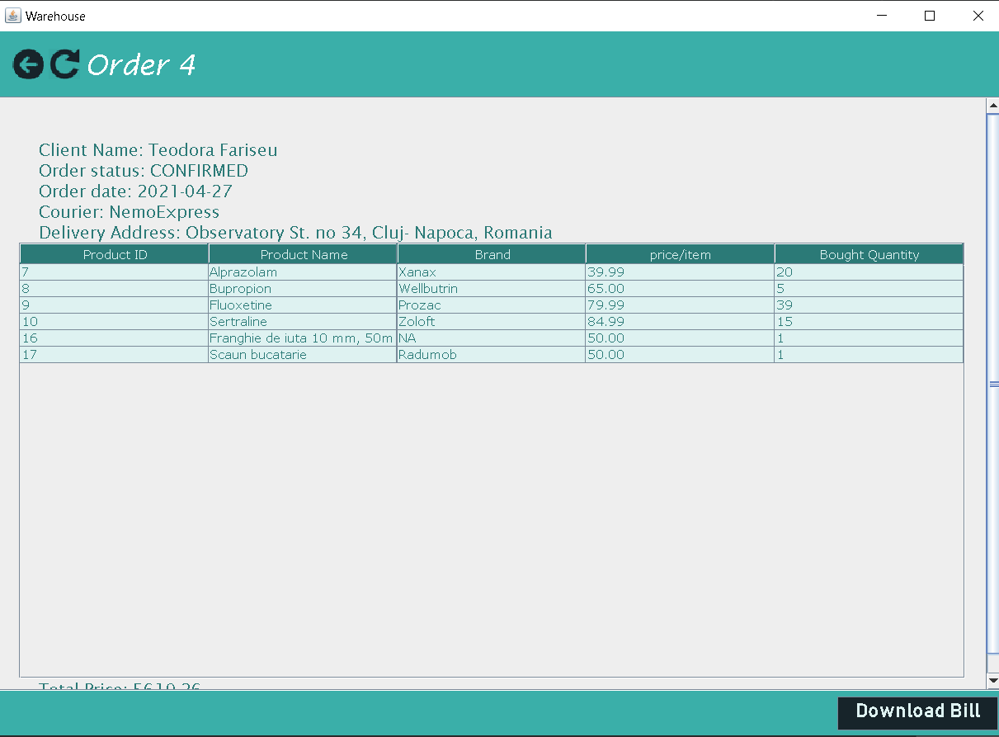 Warehouse
Order 4
Client Name: Teodora Fariseu
Order status: CONFIRMED
Order date: 2021-04-27
Courier: NemoExpress
Delivery Address: Observatory St. no 34, Cluj- Napoca, Romania
Product ID Product Name Brand price/item Bought Quantity
7 Alprazolam Xanax 39.99 20
8 Bupropion Wellbutrin 65.00 5
9 Fluoxetine Prozac 79.99 39
10 Sertraline Zoloft 84.99 15
16 Franghie de iuta 10 mm, 50m NA 50.00 1
17 Scaun bucatarie Radumob 50.00 1
Total Price: 5619.26
Download Bill